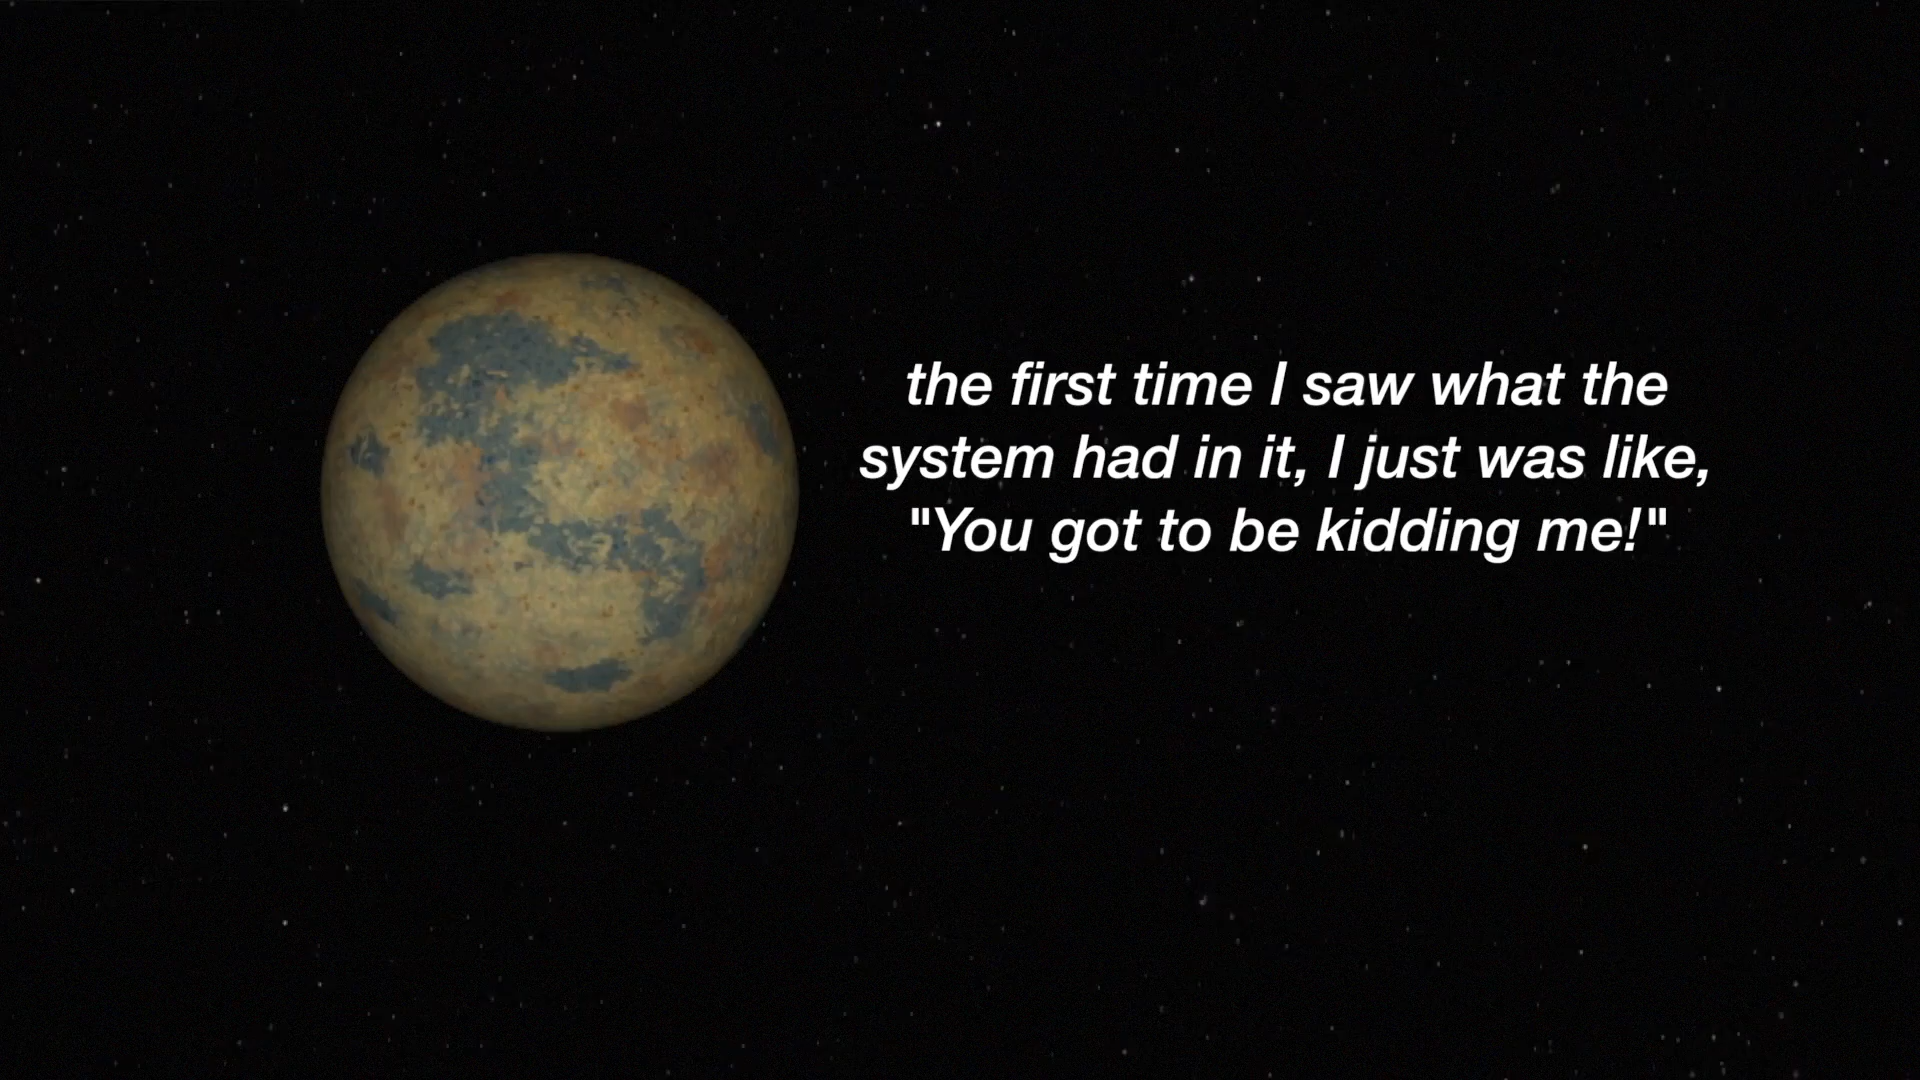 the first time I saw what the
system had in it, I just was like,
"You got to be kidding me!"